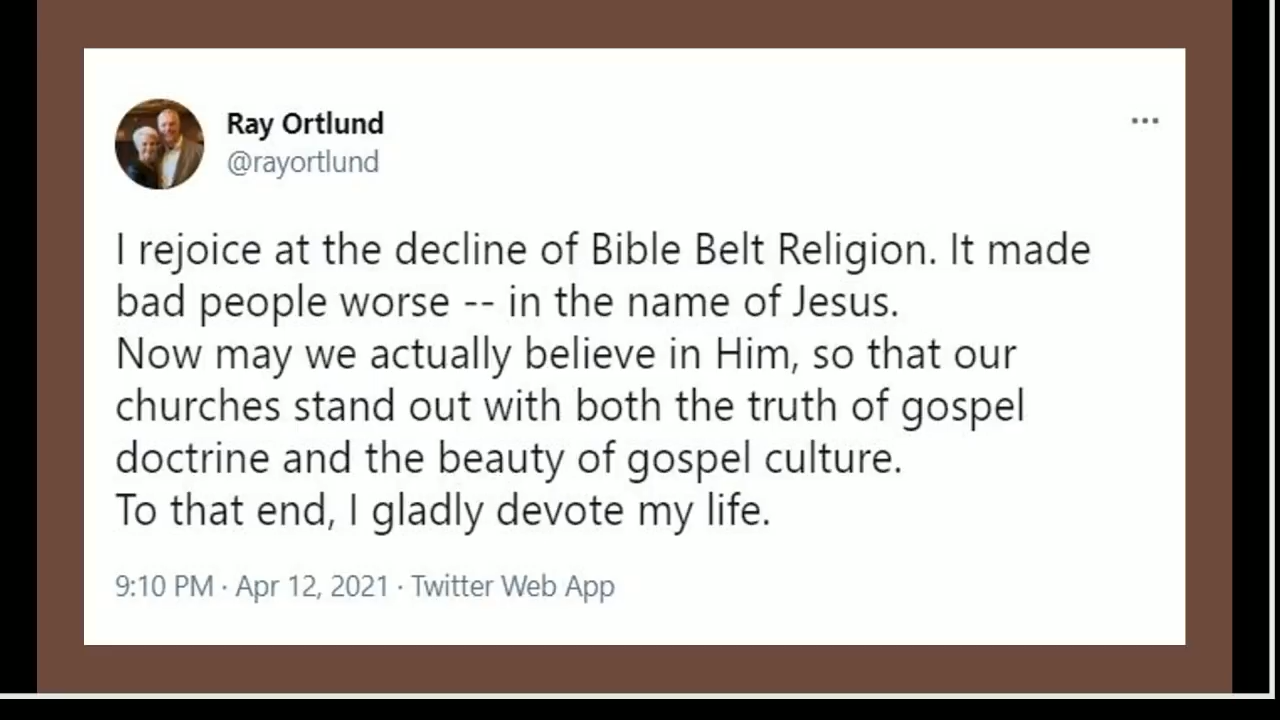 Ray Ortlund
@rayortlund
I rejoice at the decline of Bible Belt Religion. It made
bad people worse -- in the name of Jesus.
Now may we actually believe in Him, so that our
churches stand out with both the truth of gospel
doctrine and the beauty of gospel culture.
To that end, I gladly devote my life.
9:10 PM · Apr 12, 2021 · Twitter Web App